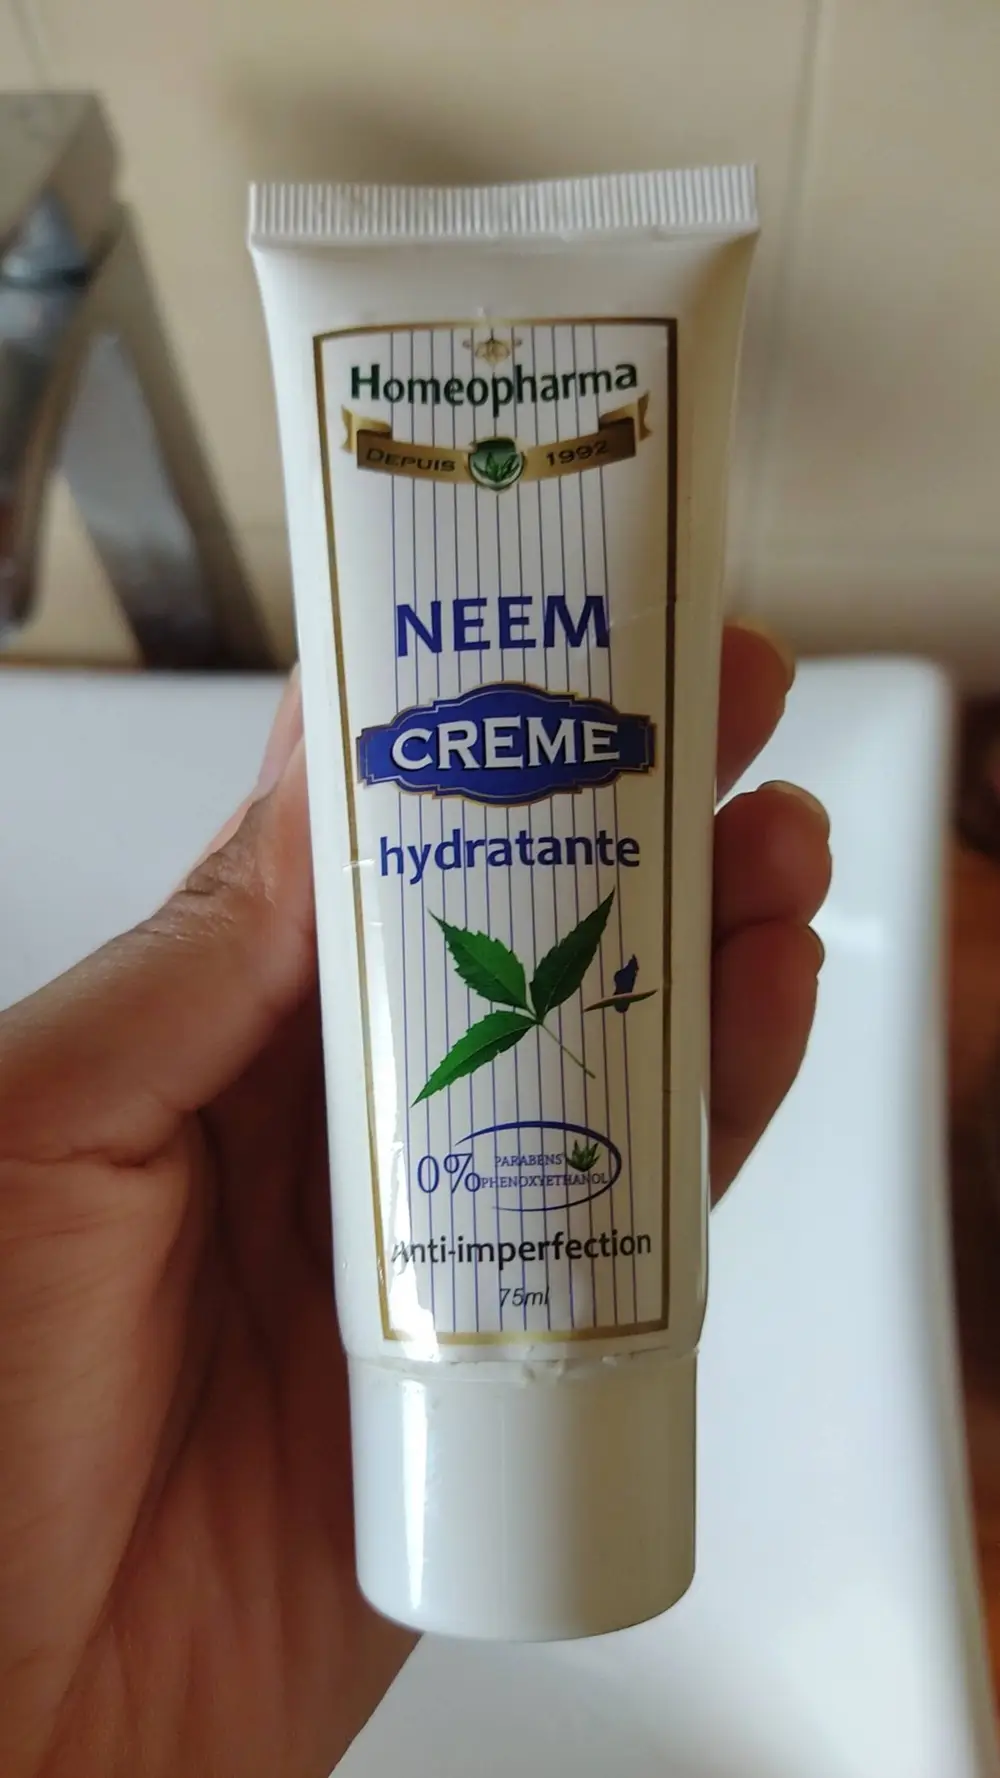 Homeopharma
DEPUIS 1992
NEEM
CREME
hydratante
0% PARABENS
PHENOXYETHANOL
Anti-imperfection
75ml